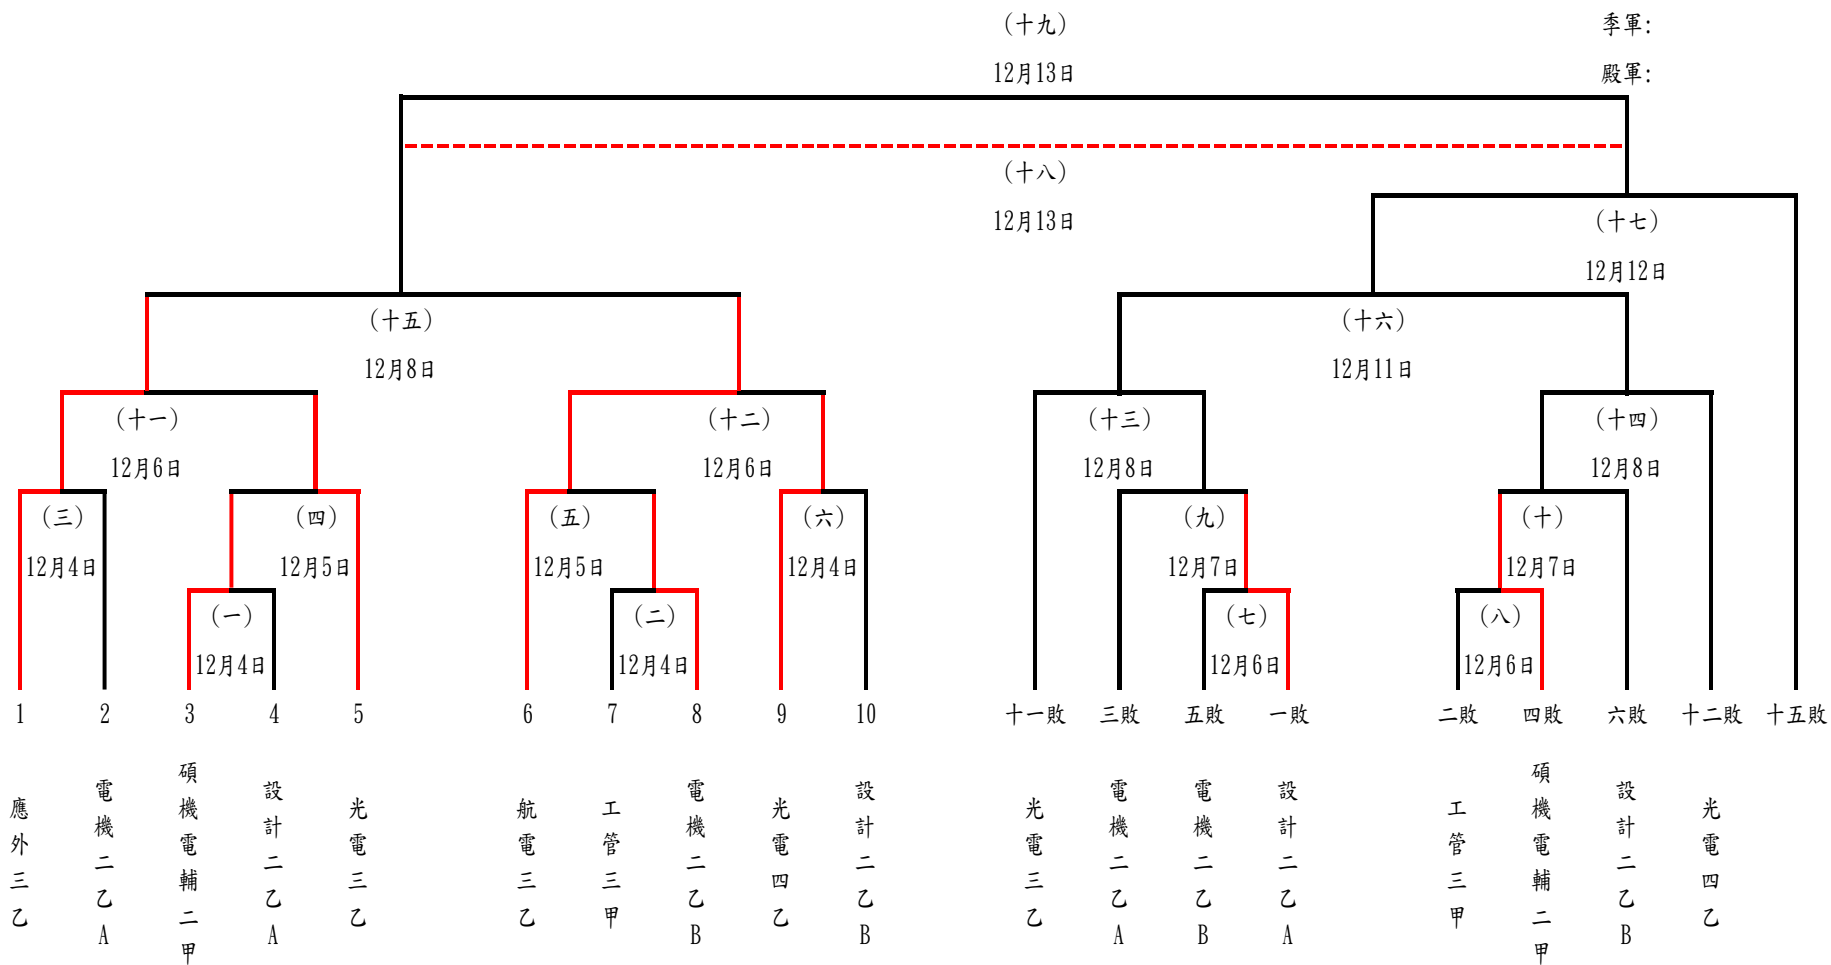 (十九)
季軍:
12月13日
殿軍:
(十八)
12月13日
(十七)
12月12日
(十五)
(十六)
12月8日
12月11日
(十一)
(十二)
(十三)
(十四)
12月6日
12月6日
12月8日
12月8日
(三)
(四)
(五)
(六)
(九)
(十)
12月4日
12月5日
12月5日
12月4日
12月7日
12月7日
(一)
(二)
(七)
(八)
12月4日
12月4日
12月6日
12月6日
1
2
3
4
5
6
7
8
9
10
十一敗
三敗
五敗
一敗
二敗
四敗
六敗
十二敗
十五敗
應外三乙
電機二乙A
碩機電輔二甲
設計二乙A
光電三乙
航電三乙
工管三甲
電機二乙B
光電四乙
設計二乙B
光電三乙
電機二乙A
電機二乙B
設計二乙A
工管三甲
碩機電輔二甲
設計二乙B
光電四乙